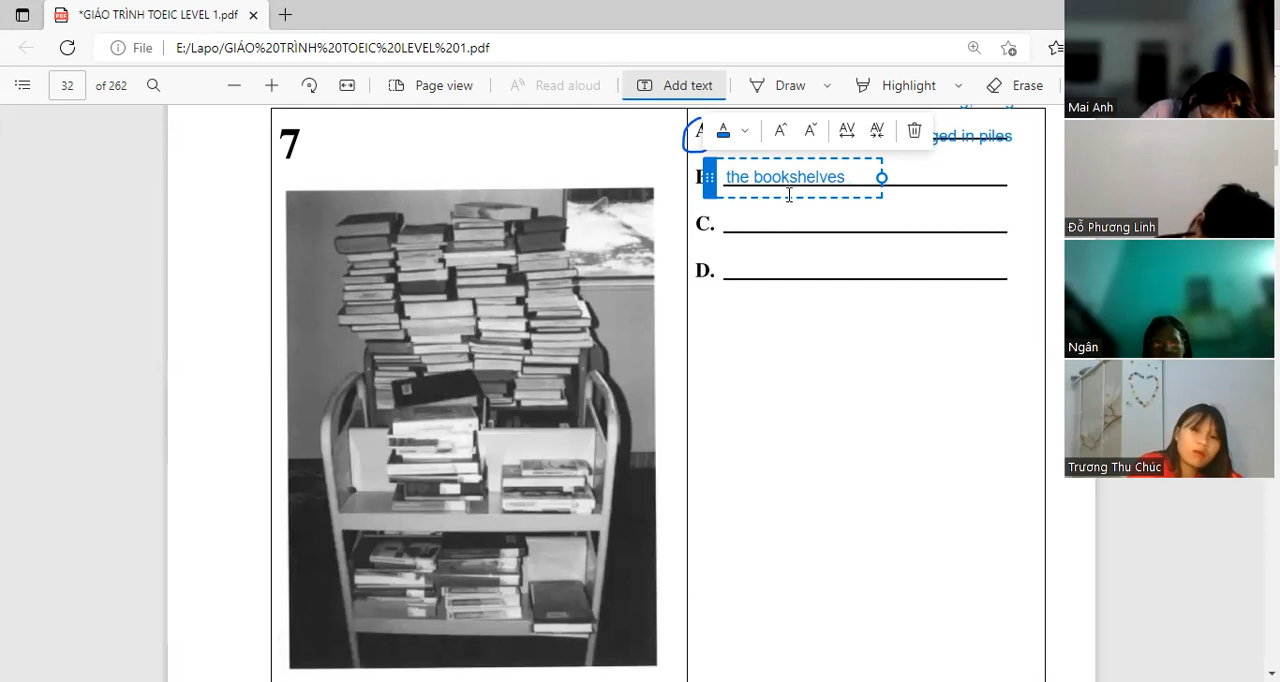 *GIÁO TRÌNH TOEIC LEVEL 1.pdf
File E:/Lapo/GIÁO%20TRÌNH%20TOEIC%20LEVEL%201.pdf
32 of 262 Page view Read aloud Add text Draw Highlight Erase
7
ged in piles
the bookshelves
C.
D.
Mai Anh
Đỗ Phương Linh
Ngân
Trương Thu Chúc